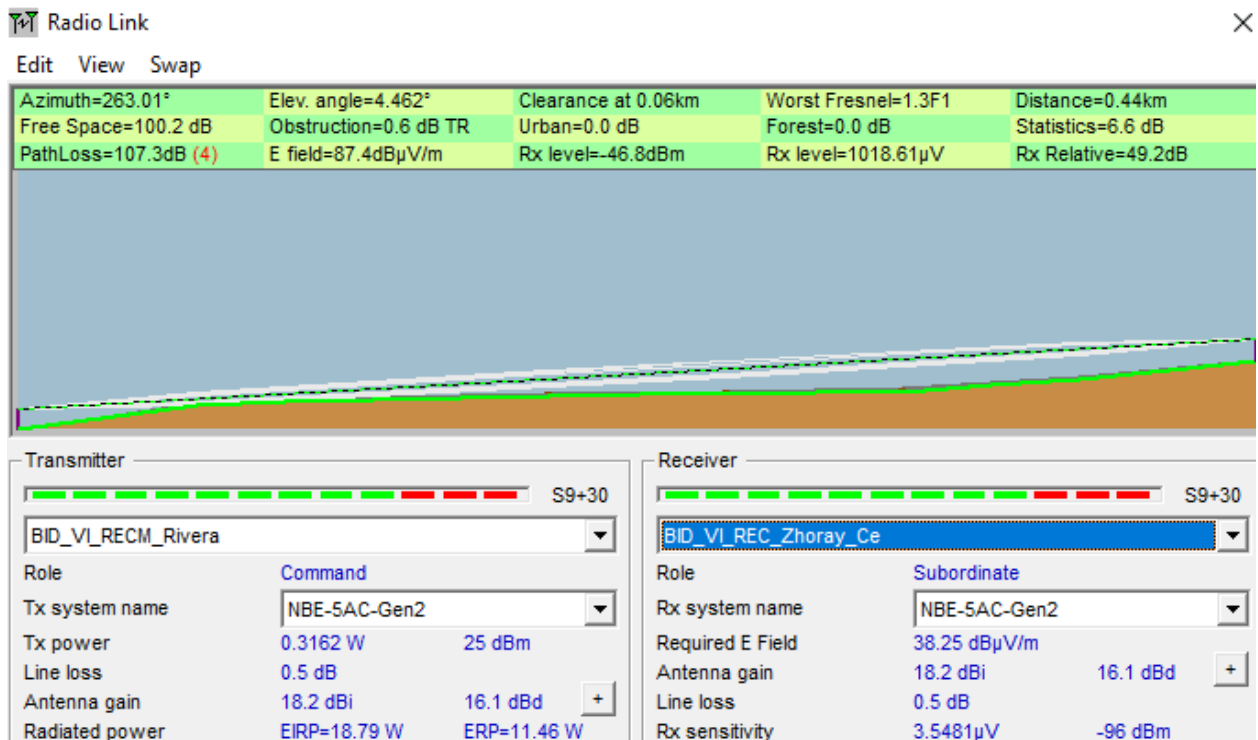 Radio Link
Edit View Swap
Azimuth=263.01° Elev. angle=4.462° Clearance at 0.06km Worst Fresnel=1.3F1 Distance=0.44km
Free Space=100.2 dB Obstruction=0.6 dB TR Urban=0.0 dB Forest=0.0 dB Statistics=6.6 dB
PathLoss=107.3dB (4) E field=87.4dBµV/m Rx level=-46.8dBm Rx level=1018.61µV Rx Relative=49.2dB
Transmitter
S9+30
BID_VI_RECM_Rivera
Role Command
Tx system name NBE-5AC-Gen2
Tx power 0.3162 W 25 dBm
Line loss 0.5 dB
Antenna gain 18.2 dBi 16.1 dBd +
Radiated power EIRP=18.79 W ERP=11.46 W
Receiver
S9+30
BID_VI_REC_Zhoray_Ce
Role Subordinate
Rx system name NBE-5AC-Gen2
Required E Field 38.25 dBµV/m
Antenna gain 18.2 dBi 16.1 dBd +
Line loss 0.5 dB
Rx sensitivity 3.5481µV -96 dBm